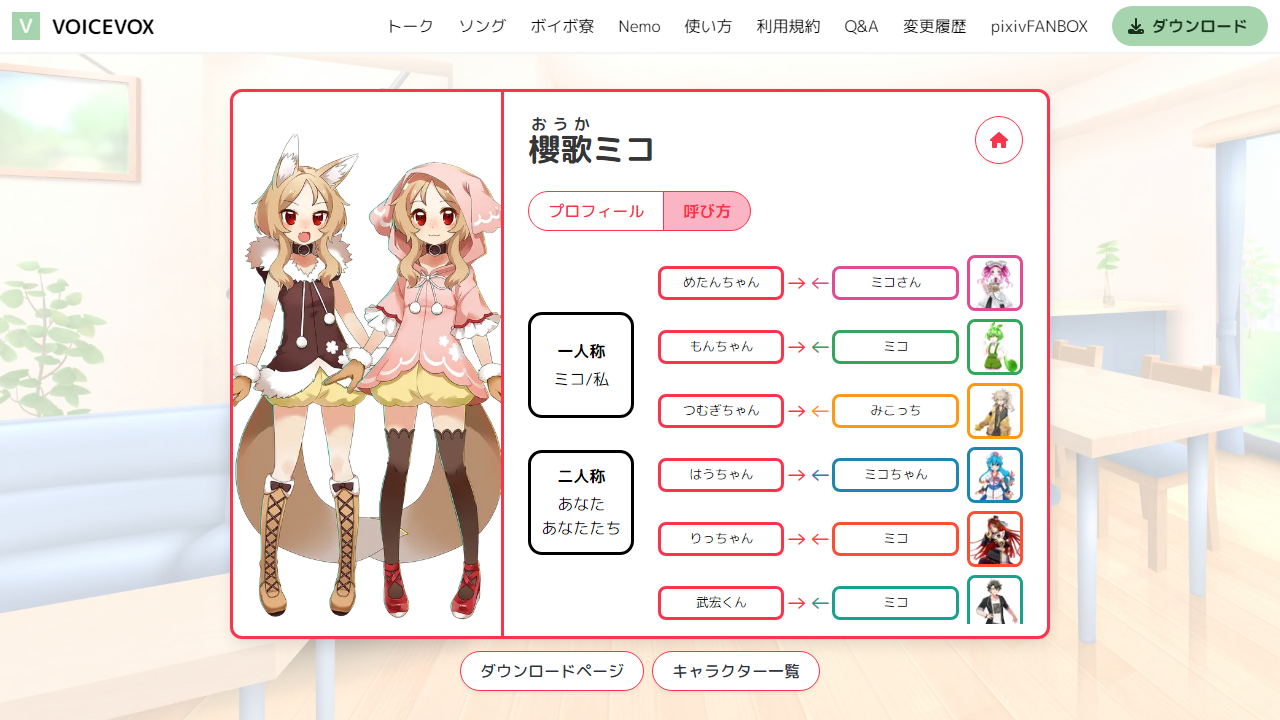 V VOICEVOX トーク ソング ボイボ寮 Nemo 使い方 利用規約 Q&A 変更履歴 pixivFANBOX ダウンロード
おうか
櫻歌ミコ
プロフィール 呼び方
一人称
ミコ/私
二人称
あなた
あなたたち
めたんちゃん → ← ミコさん
もんちゃん → ← ミコ
つむぎちゃん → ← みこっち
はうちゃん → ← ミコちゃん
りっちゃん → ← ミコ
武宏くん → ← ミコ
ダウンロードページ キャラクター一覧